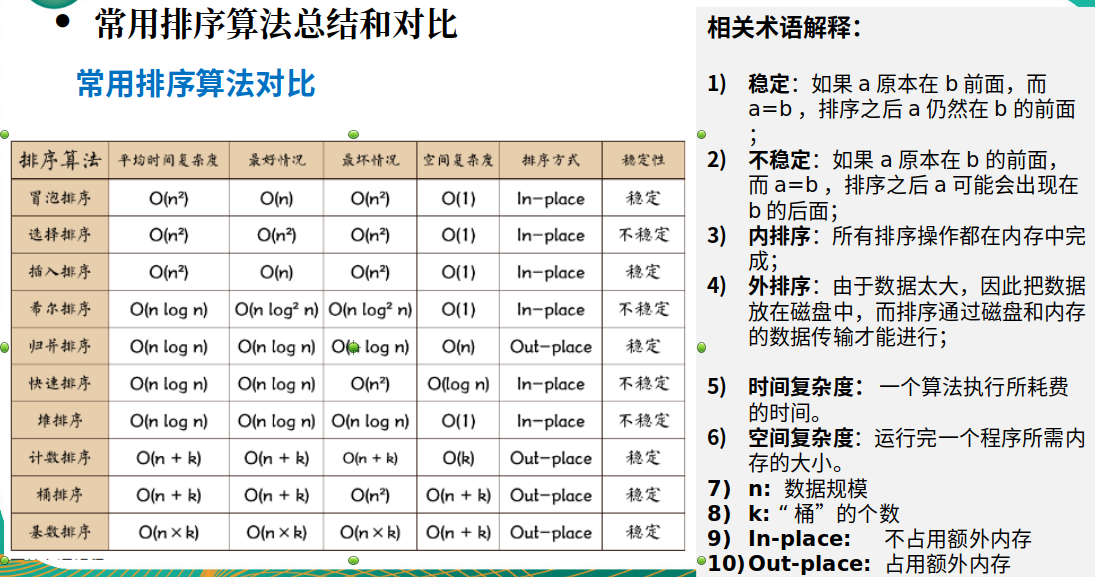 • 常用排序算法总结和对比
常用排序算法对比
排序算法 平均时间复杂度 最好情况 最坏情况 空间复杂度 排序方式 稳定性
冒泡排序 O(n²) O(n) O(n²) O(1) In-place 稳定
选择排序 O(n²) O(n²) O(n²) O(1) In-place 不稳定
插入排序 O(n²) O(n) O(n²) O(1) In-place 稳定
希尔排序 O(n log n) O(n log² n) O(n log² n) O(1) In-place 不稳定
归并排序 O(n log n) O(n log n) O(n log n) O(n) Out-place 稳定
快速排序 O(n log n) O(n log n) O(n²) O(log n) In-place 不稳定
堆排序 O(n log n) O(n log n) O(n log n) O(1) In-place 不稳定
计数排序 O(n + k) O(n + k) O(n + k) O(k) Out-place 稳定
桶排序 O(n + k) O(n + k) O(n²) O(n + k) Out-place 稳定
基数排序 O(n×k) O(n×k) O(n×k) O(n + k) Out-place 稳定
相关术语解释：
1) 稳定：如果 a 原本在 b 前面，而
a=b ，排序之后 a 仍然在 b 的前面
；
2) 不稳定：如果 a 原本在 b 的前面，
而 a=b ，排序之后 a 可能会出现在
b 的后面；
3) 内排序：所有排序操作都在内存中完
成；
4) 外排序：由于数据太大，因此把数据
放在磁盘中，而排序通过磁盘和内存
的数据传输才能进行；
5) 时间复杂度： 一个算法执行所耗费
的时间。
6) 空间复杂度：运行完一个程序所需内
存的大小。
7) n: 数据规模
8) k: “ 桶” 的个数
9) In-place: 不占用额外内存
10) Out-place: 占用额外内存